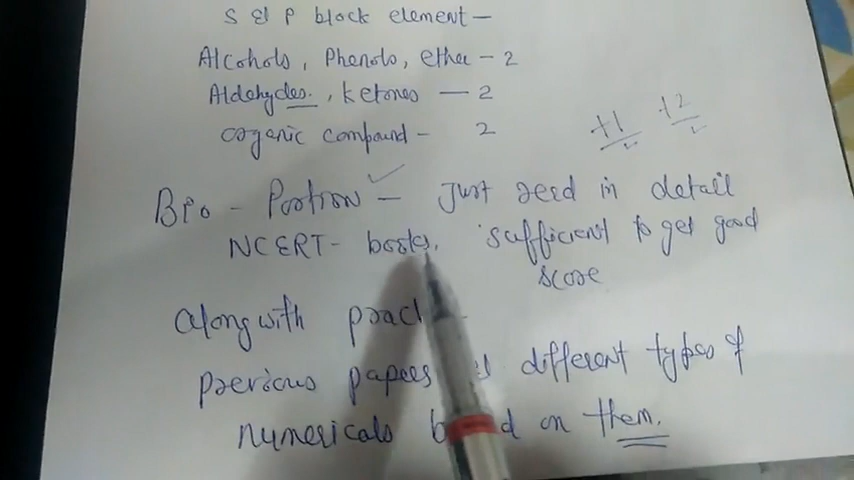 S & P block element —
Alcohols, Phenols, ether - 2
Aldehydes, Ketones — 2
organic compound - 2
+1 +2
Bio - Portion — Just read in detail
NCERT - books. sufficient to get good
score
Along with
previous papers different types of
numericals on them.